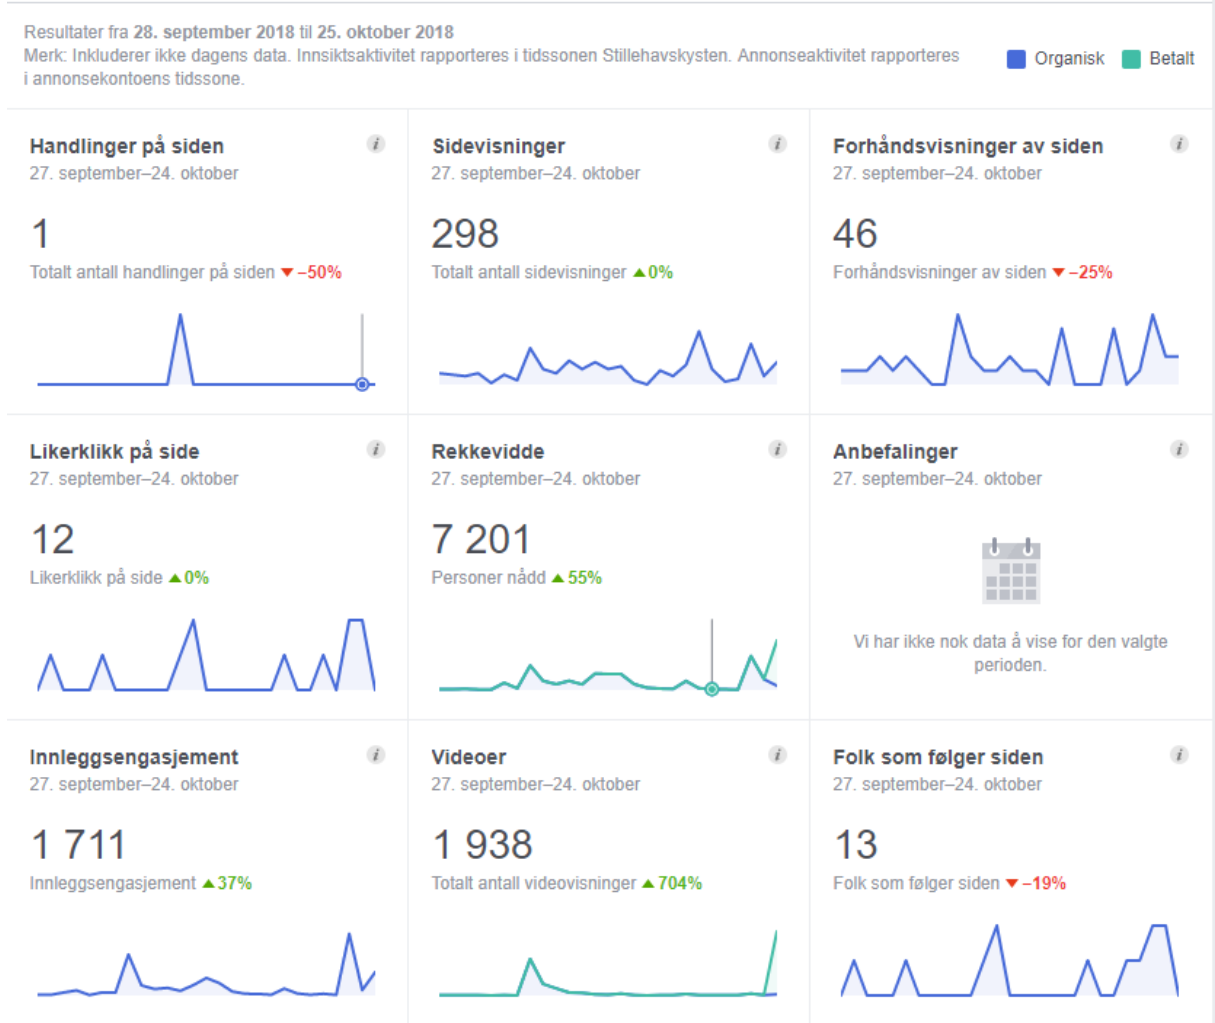 Resultater fra 28. september 2018 til 25. oktober 2018
Merk: Inkluderer ikke dagens data. Innsiktsaktivitet rapporteres i tidssonen Stillehavskysten. Annonseaktivitet rapporteres
i annonsekontoens tidssone.
Organisk Betalt
Handlinger på siden
27. september–24. oktober
1
Totalt antall handlinger på siden ▼ –50%
Sidevisninger
27. september–24. oktober
298
Totalt antall sidevisninger ▲ 0%
Forhåndsvisninger av siden
27. september–24. oktober
46
Forhåndsvisninger av siden ▼ –25%
Likerklikk på side
27. september–24. oktober
12
Likerklikk på side ▲ 0%
Rekkevidde
27. september–24. oktober
7 201
Personer nådd ▲ 55%
Anbefalinger
27. september–24. oktober
Vi har ikke nok data å vise for den valgte
perioden.
Innleggsengasjement
27. september–24. oktober
1 711
Innleggsengasjement ▲ 37%
Videoer
27. september–24. oktober
1 938
Totalt antall videovisninger ▲ 704%
Folk som følger siden
27. september–24. oktober
13
Folk som følger siden ▼ –19%